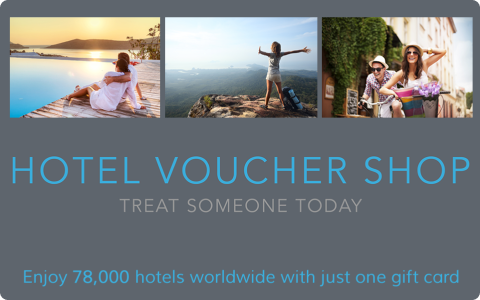 HOTEL VOUCHER SHOP
TREAT SOMEONE TODAY
Enjoy 78,000 hotels worldwide with just one gift card